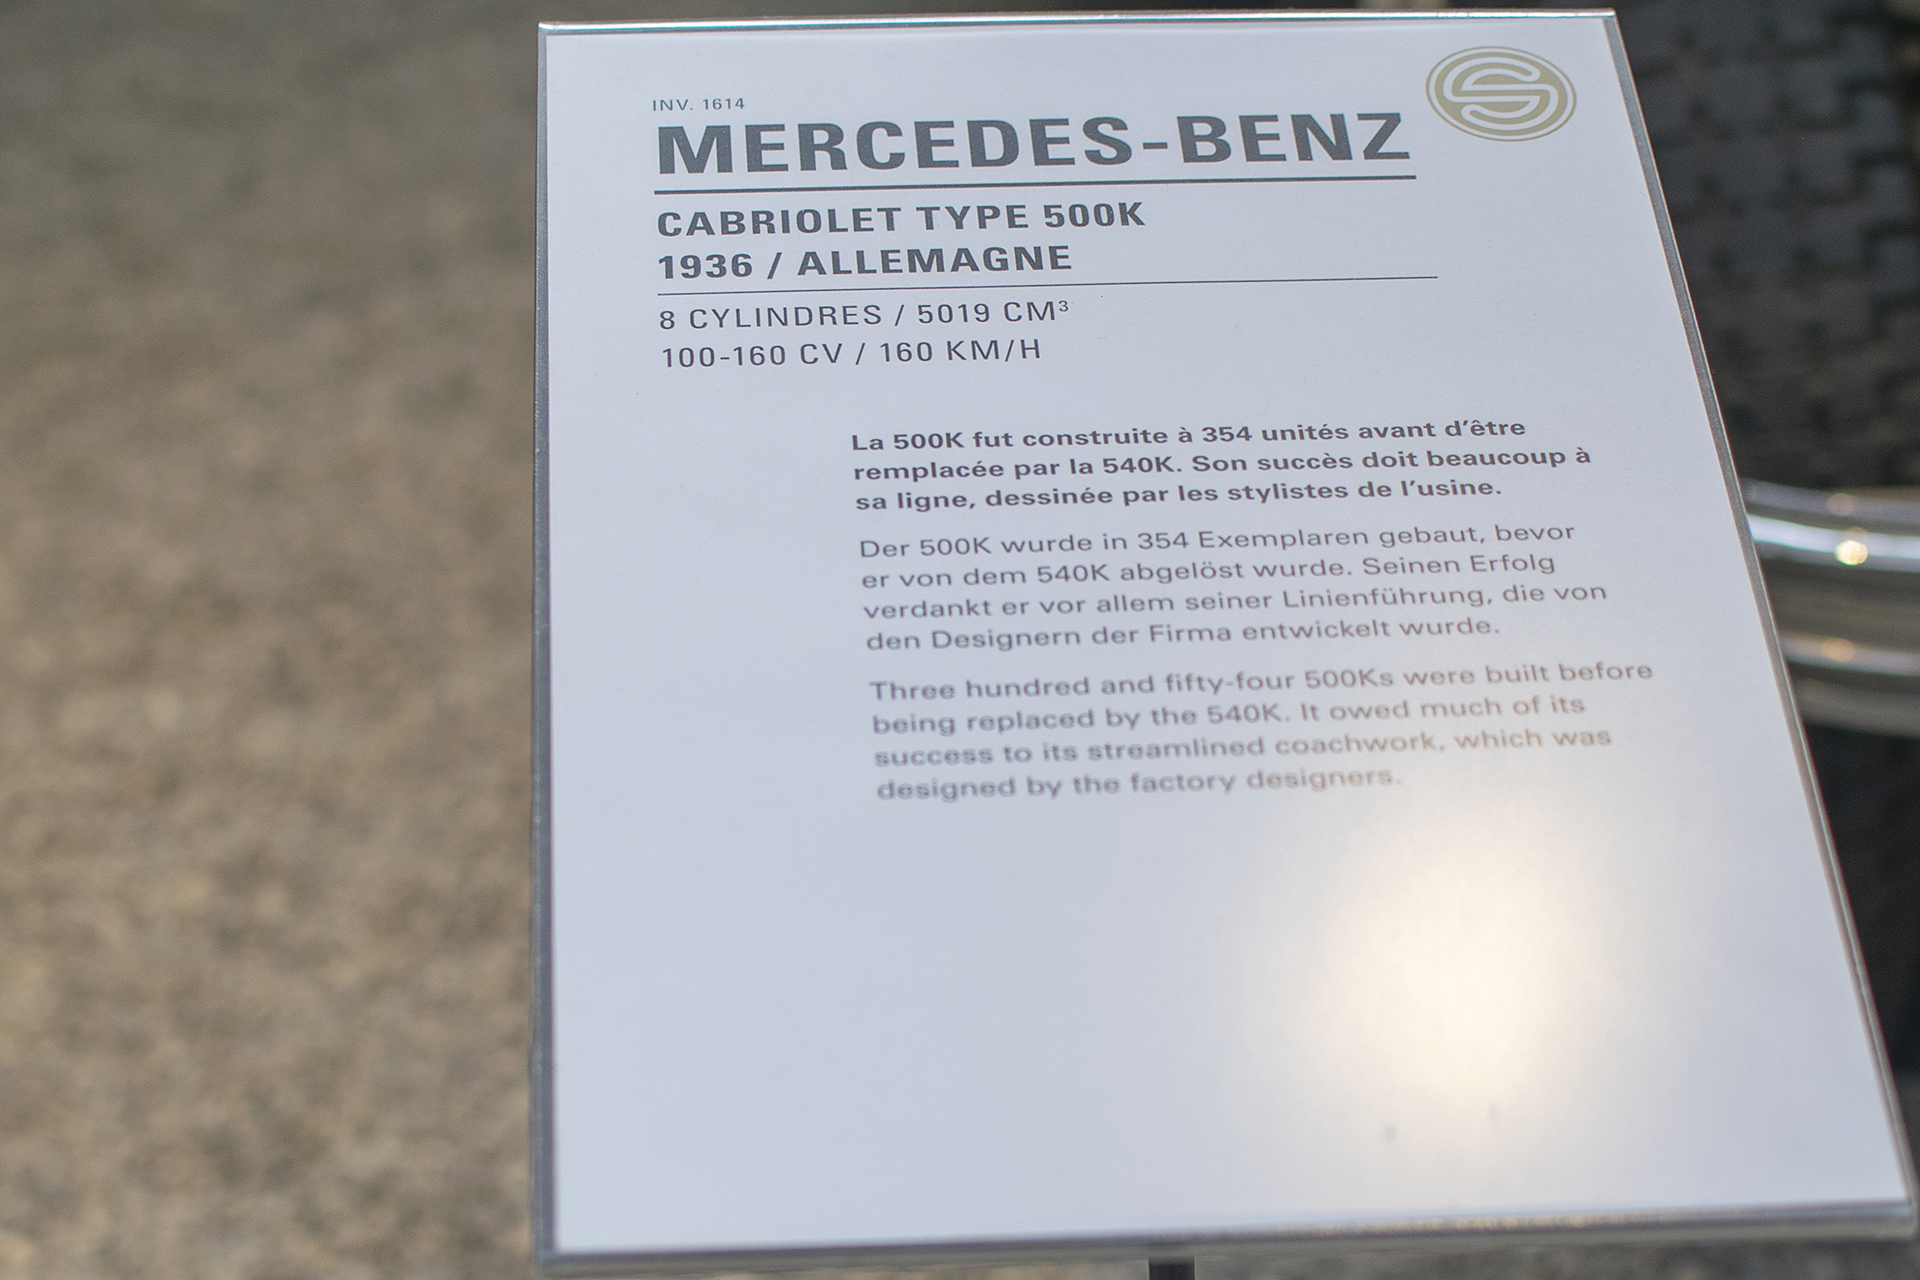 INV. 1614
MERCEDES-BENZ
CABRIOLET TYPE 500K
1936 / ALLEMAGNE
8 CYLINDRES / 5019 CM³
100-160 CV / 160 KM/H
La 500K fut construite à 354 unités avant d'être
remplacée par la 540K. Son succès doit beaucoup à
sa ligne, dessinée par les stylistes de l'usine.
Der 500K wurde in 354 Exemplaren gebaut, bevor
er von dem 540K abgelöst wurde. Seinen Erfolg
verdankt er vor allem seiner Linienführung, die von
den Designern der Firma entwickelt wurde.
Three hundred and fifty-four 500Ks were built before
being replaced by the 540K. It owed much of its
success to its streamlined coachwork, which was
designed by the factory designers.